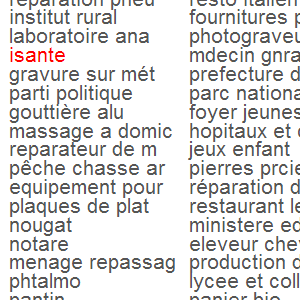 reparation pneu
institut rural
laboratoire ana
isante
gravure sur mét
parti politique
gouttière alu
massage a domic
reparateur de m
pêche chasse ar
equipement pour
plaques de plat
nougat
notare
menage repassag
phtalmo
pantin
resto italien
fournitures p
photograveu
mdecin gnra
prefecture d
parc nationa
foyer jeunes
hopitaux et
jeux enfant
pierres prcie
réparation d
restaurant le
ministere ed
eleveur chev
production d
lycee et coll
panier bio